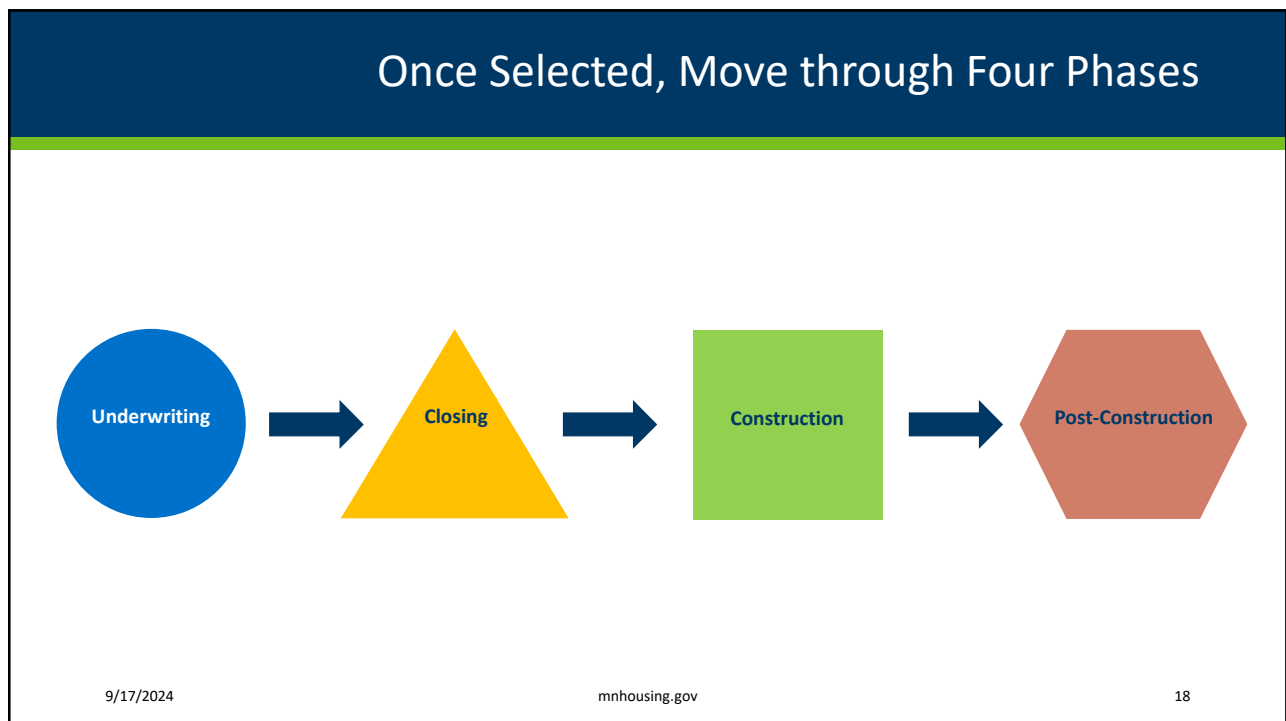 Once Selected, Move through Four Phases
Underwriting
Closing
Construction
Post-Construction
9/17/2024
mnhousing.gov
18